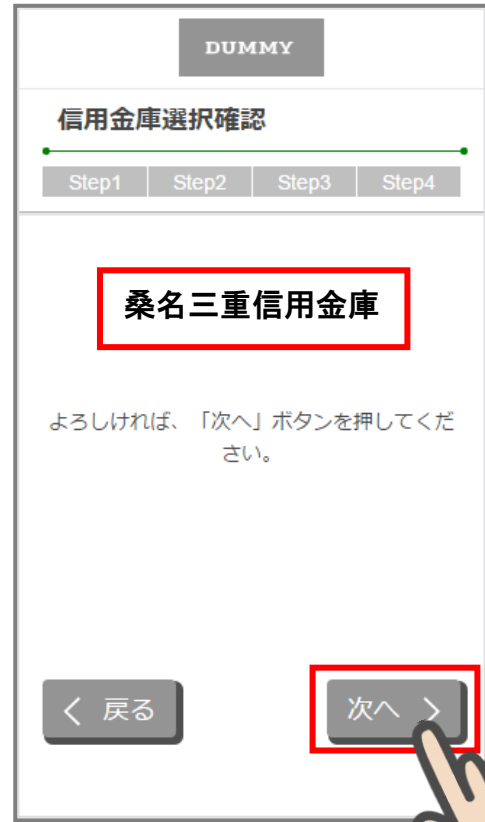 DUMMY
信用金庫選択確認
Step1 Step2 Step3 Step4
桑名三重信用金庫
よろしければ、「次へ」ボタンを押してくだ
さい。
戻る 次へ